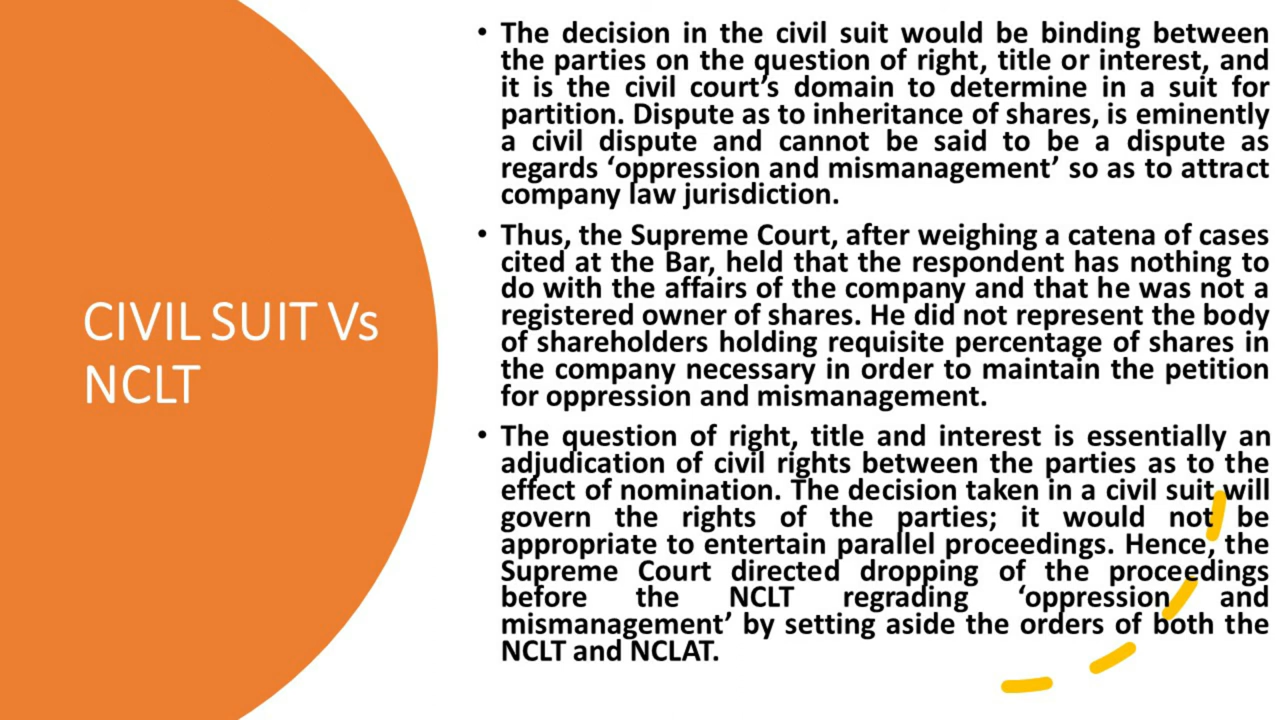 CIVIL SUIT Vs
NCLT
• The decision in the civil suit would be binding between
the parties on the question of right, title or interest, and
it is the civil court’s domain to determine in a suit for
partition. Dispute as to inheritance of shares, is eminently
a civil dispute and cannot be said to be a dispute as
regards ‘oppression and mismanagement’ so as to attract
company law jurisdiction.
• Thus, the Supreme Court, after weighing a catena of cases
cited at the Bar, held that the respondent has nothing to
do with the affairs of the company and that he was not a
registered owner of shares. He did not represent the body
of shareholders holding requisite percentage of shares in
the company necessary in order to maintain the petition
for oppression and mismanagement.
• The question of right, title and interest is essentially an
adjudication of civil rights between the parties as to the
effect of nomination. The decision taken in a civil suit will
govern the rights of the parties; it would not be
appropriate to entertain parallel proceedings. Hence, the
Supreme Court directed dropping of the proceedings
before the NCLT regrading ‘oppression and
mismanagement’ by setting aside the orders of both the
NCLT and NCLAT.